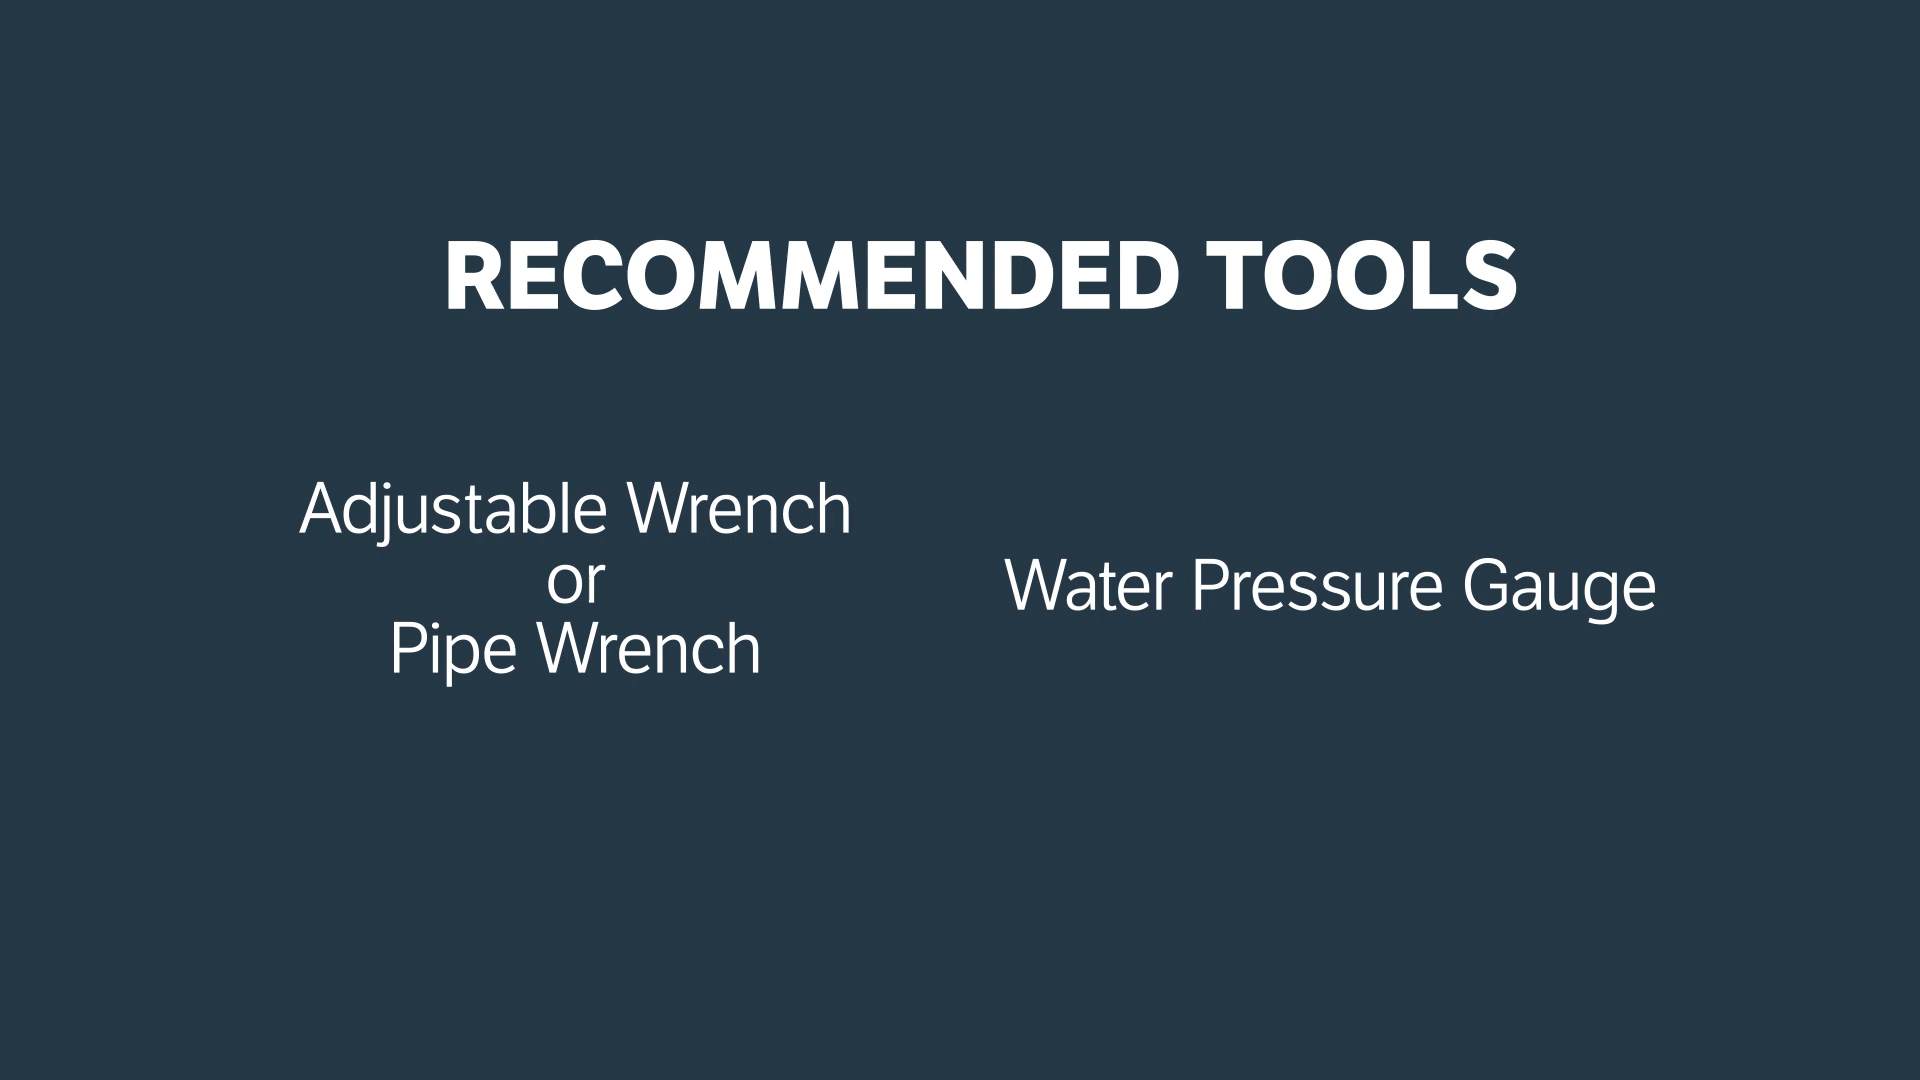 RECOMMENDED TOOLS
Adjustable Wrench
or
Pipe Wrench
Water Pressure Gauge